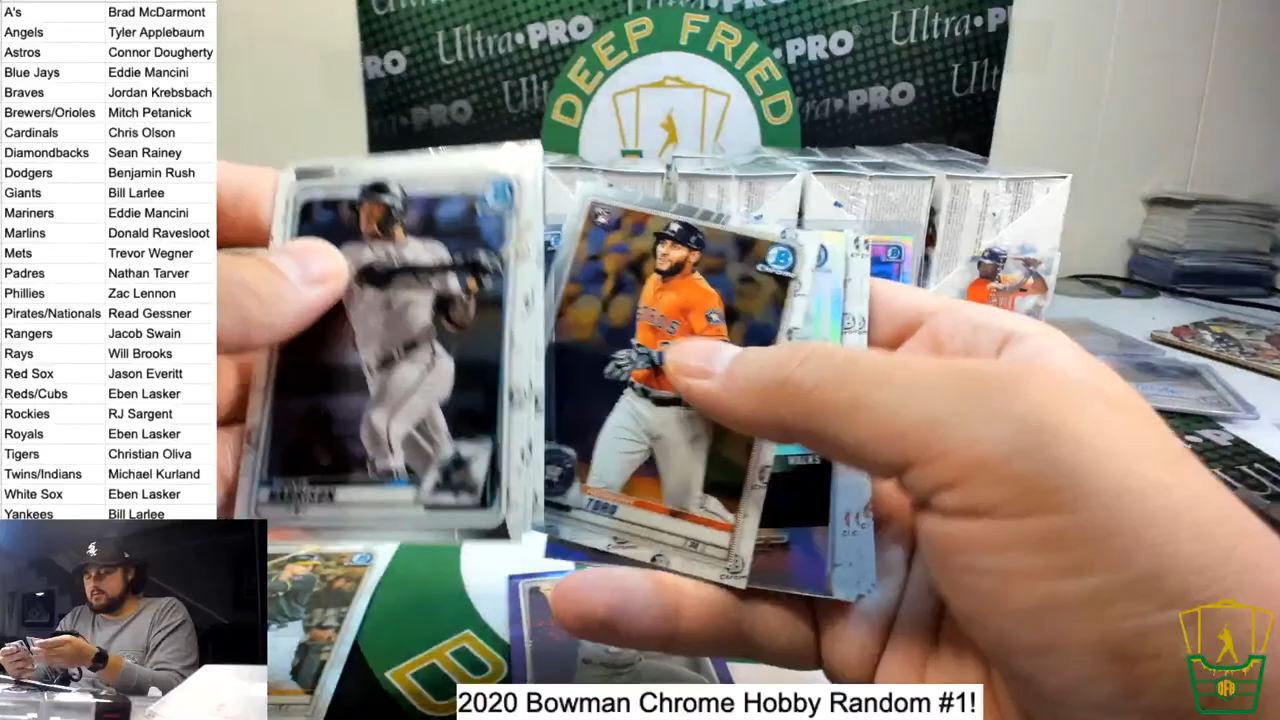 A's Brad McDarmont
Angels Tyler Applebaum
Astros Connor Dougherty
Blue Jays Eddie Mancini
Braves Jordan Krebsbach
Brewers/Orioles Mitch Petanick
Cardinals Chris Olson
Diamondbacks Sean Rainey
Dodgers Benjamin Rush
Giants Bill Larlee
Mariners Eddie Mancini
Marlins Donald Ravesloot
Mets Trevor Wegner
Padres Nathan Tarver
Phillies Zac Lennon
Pirates/Nationals Read Gessner
Rangers Jacob Swain
Rays Will Brooks
Red Sox Jason Everitt
Reds/Cubs Eben Lasker
Rockies RJ Sargent
Royals Eben Lasker
Tigers Christian Oliva
Twins/Indians Michael Kurland
White Sox Eben Lasker
Yankees Bill Larlee
Ultra PRO
Ultra PRO
DEEP FRIED
B
Chrome
TORO
2020 Bowman Chrome Hobby Random #1!